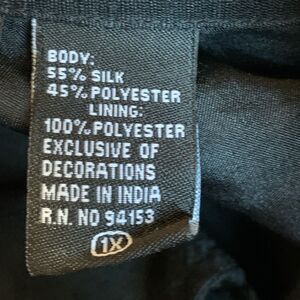 BODY:
55% SILK
45% POLYESTER
LINING:
100% POLYESTER
EXCLUSIVE OF
DECORATIONS
MADE IN INDIA
R.N. NO 94153
1X